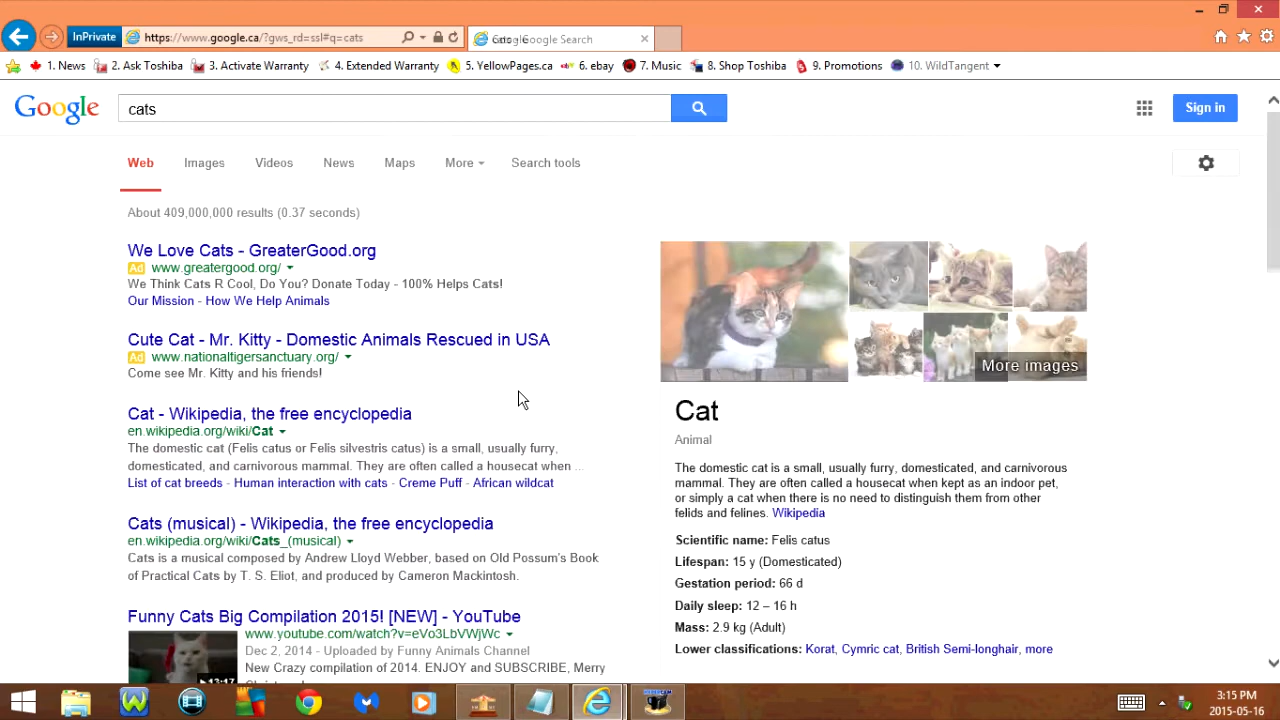 InPrivate
https://www.google.ca/?gws_rd=ssl#q=cats
Google Search
1. News
2. Ask Toshiba
3. Activate Warranty
4. Extended Warranty
5. YellowPages.ca
6. ebay
7. Music
8. Shop Toshiba
9. Promotions
10. WildTangent
Google
cats
Sign in
Web Images Videos News Maps More Search tools
About 409,000,000 results (0.37 seconds)
We Love Cats - GreaterGood.org
Ad www.greatergood.org/
We Think Cats R Cool, Do You? Donate Today - 100% Helps Cats!
Our Mission - How We Help Animals
Cute Cat - Mr. Kitty - Domestic Animals Rescued in USA
Ad www.nationaltigersanctuary.org/
Come see Mr. Kitty and his friends!
Cat - Wikipedia, the free encyclopedia
en.wikipedia.org/wiki/Cat
The domestic cat (Felis catus or Felis silvestris catus) is a small, usually furry,
domesticated, and carnivorous mammal. They are often called a housecat when ...
List of cat breeds - Human interaction with cats - Creme Puff - African wildcat
Cats (musical) - Wikipedia, the free encyclopedia
en.wikipedia.org/wiki/Cats_(musical)
Cats is a musical composed by Andrew Lloyd Webber, based on Old Possum's Book
of Practical Cats by T. S. Eliot, and produced by Cameron Mackintosh.
Funny Cats Big Compilation 2015! [NEW] - YouTube
www.youtube.com/watch?v=eVo3LbVWjWc
Dec 2, 2014 - Uploaded by Funny Animals Channel
New Crazy compilation of 2014. ENJOY and SUBSCRIBE, Merry
13:17
More images
Cat
Animal
The domestic cat is a small, usually furry, domesticated, and carnivorous
mammal. They are often called a housecat when kept as an indoor pet,
or simply a cat when there is no need to distinguish them from other
felids and felines. Wikipedia
Scientific name: Felis catus
Lifespan: 15 y (Domesticated)
Gestation period: 66 d
Daily sleep: 12 – 16 h
Mass: 2.9 kg (Adult)
Lower classifications: Korat, Cymric cat, British Semi-longhair, more
3:15 PM
2015-05-16